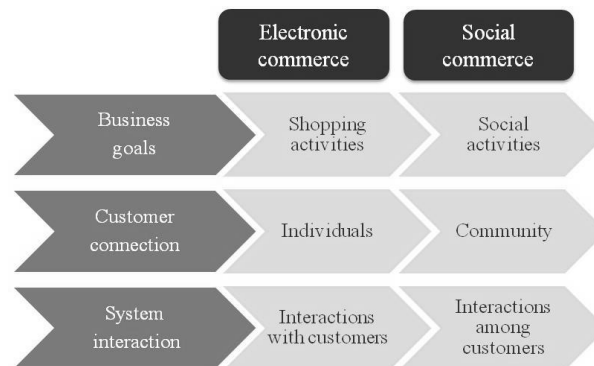 Electronic
commerce
Social
commerce
Business
goals
Shopping
activities
Social
activities
Customer
connection
Individuals
Community
System
interaction
Interactions
with customers
Interactions
among
customers